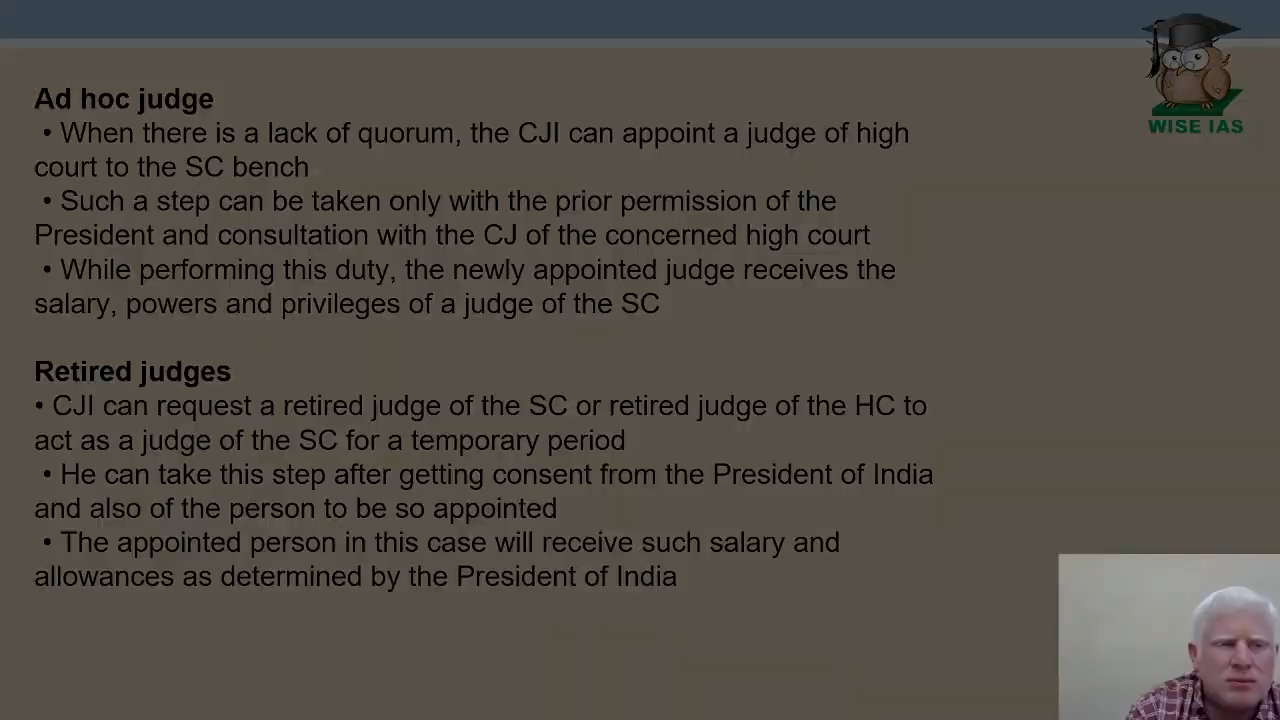 WISE IAS
Ad hoc judge
• When there is a lack of quorum, the CJI can appoint a judge of high
court to the SC bench
• Such a step can be taken only with the prior permission of the
President and consultation with the CJ of the concerned high court
• While performing this duty, the newly appointed judge receives the
salary, powers and privileges of a judge of the SC
Retired judges
• CJI can request a retired judge of the SC or retired judge of the HC to
act as a judge of the SC for a temporary period
• He can take this step after getting consent from the President of India
and also of the person to be so appointed
• The appointed person in this case will receive such salary and
allowances as determined by the President of India